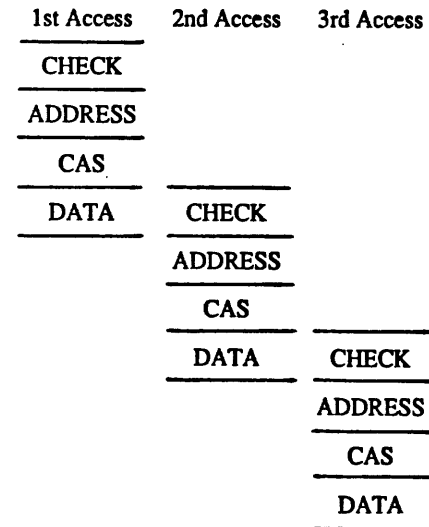 1st Access 2nd Access 3rd Access
CHECK
ADDRESS
CAS
DATA CHECK
ADDRESS
CAS
DATA CHECK
ADDRESS
CAS
DATA